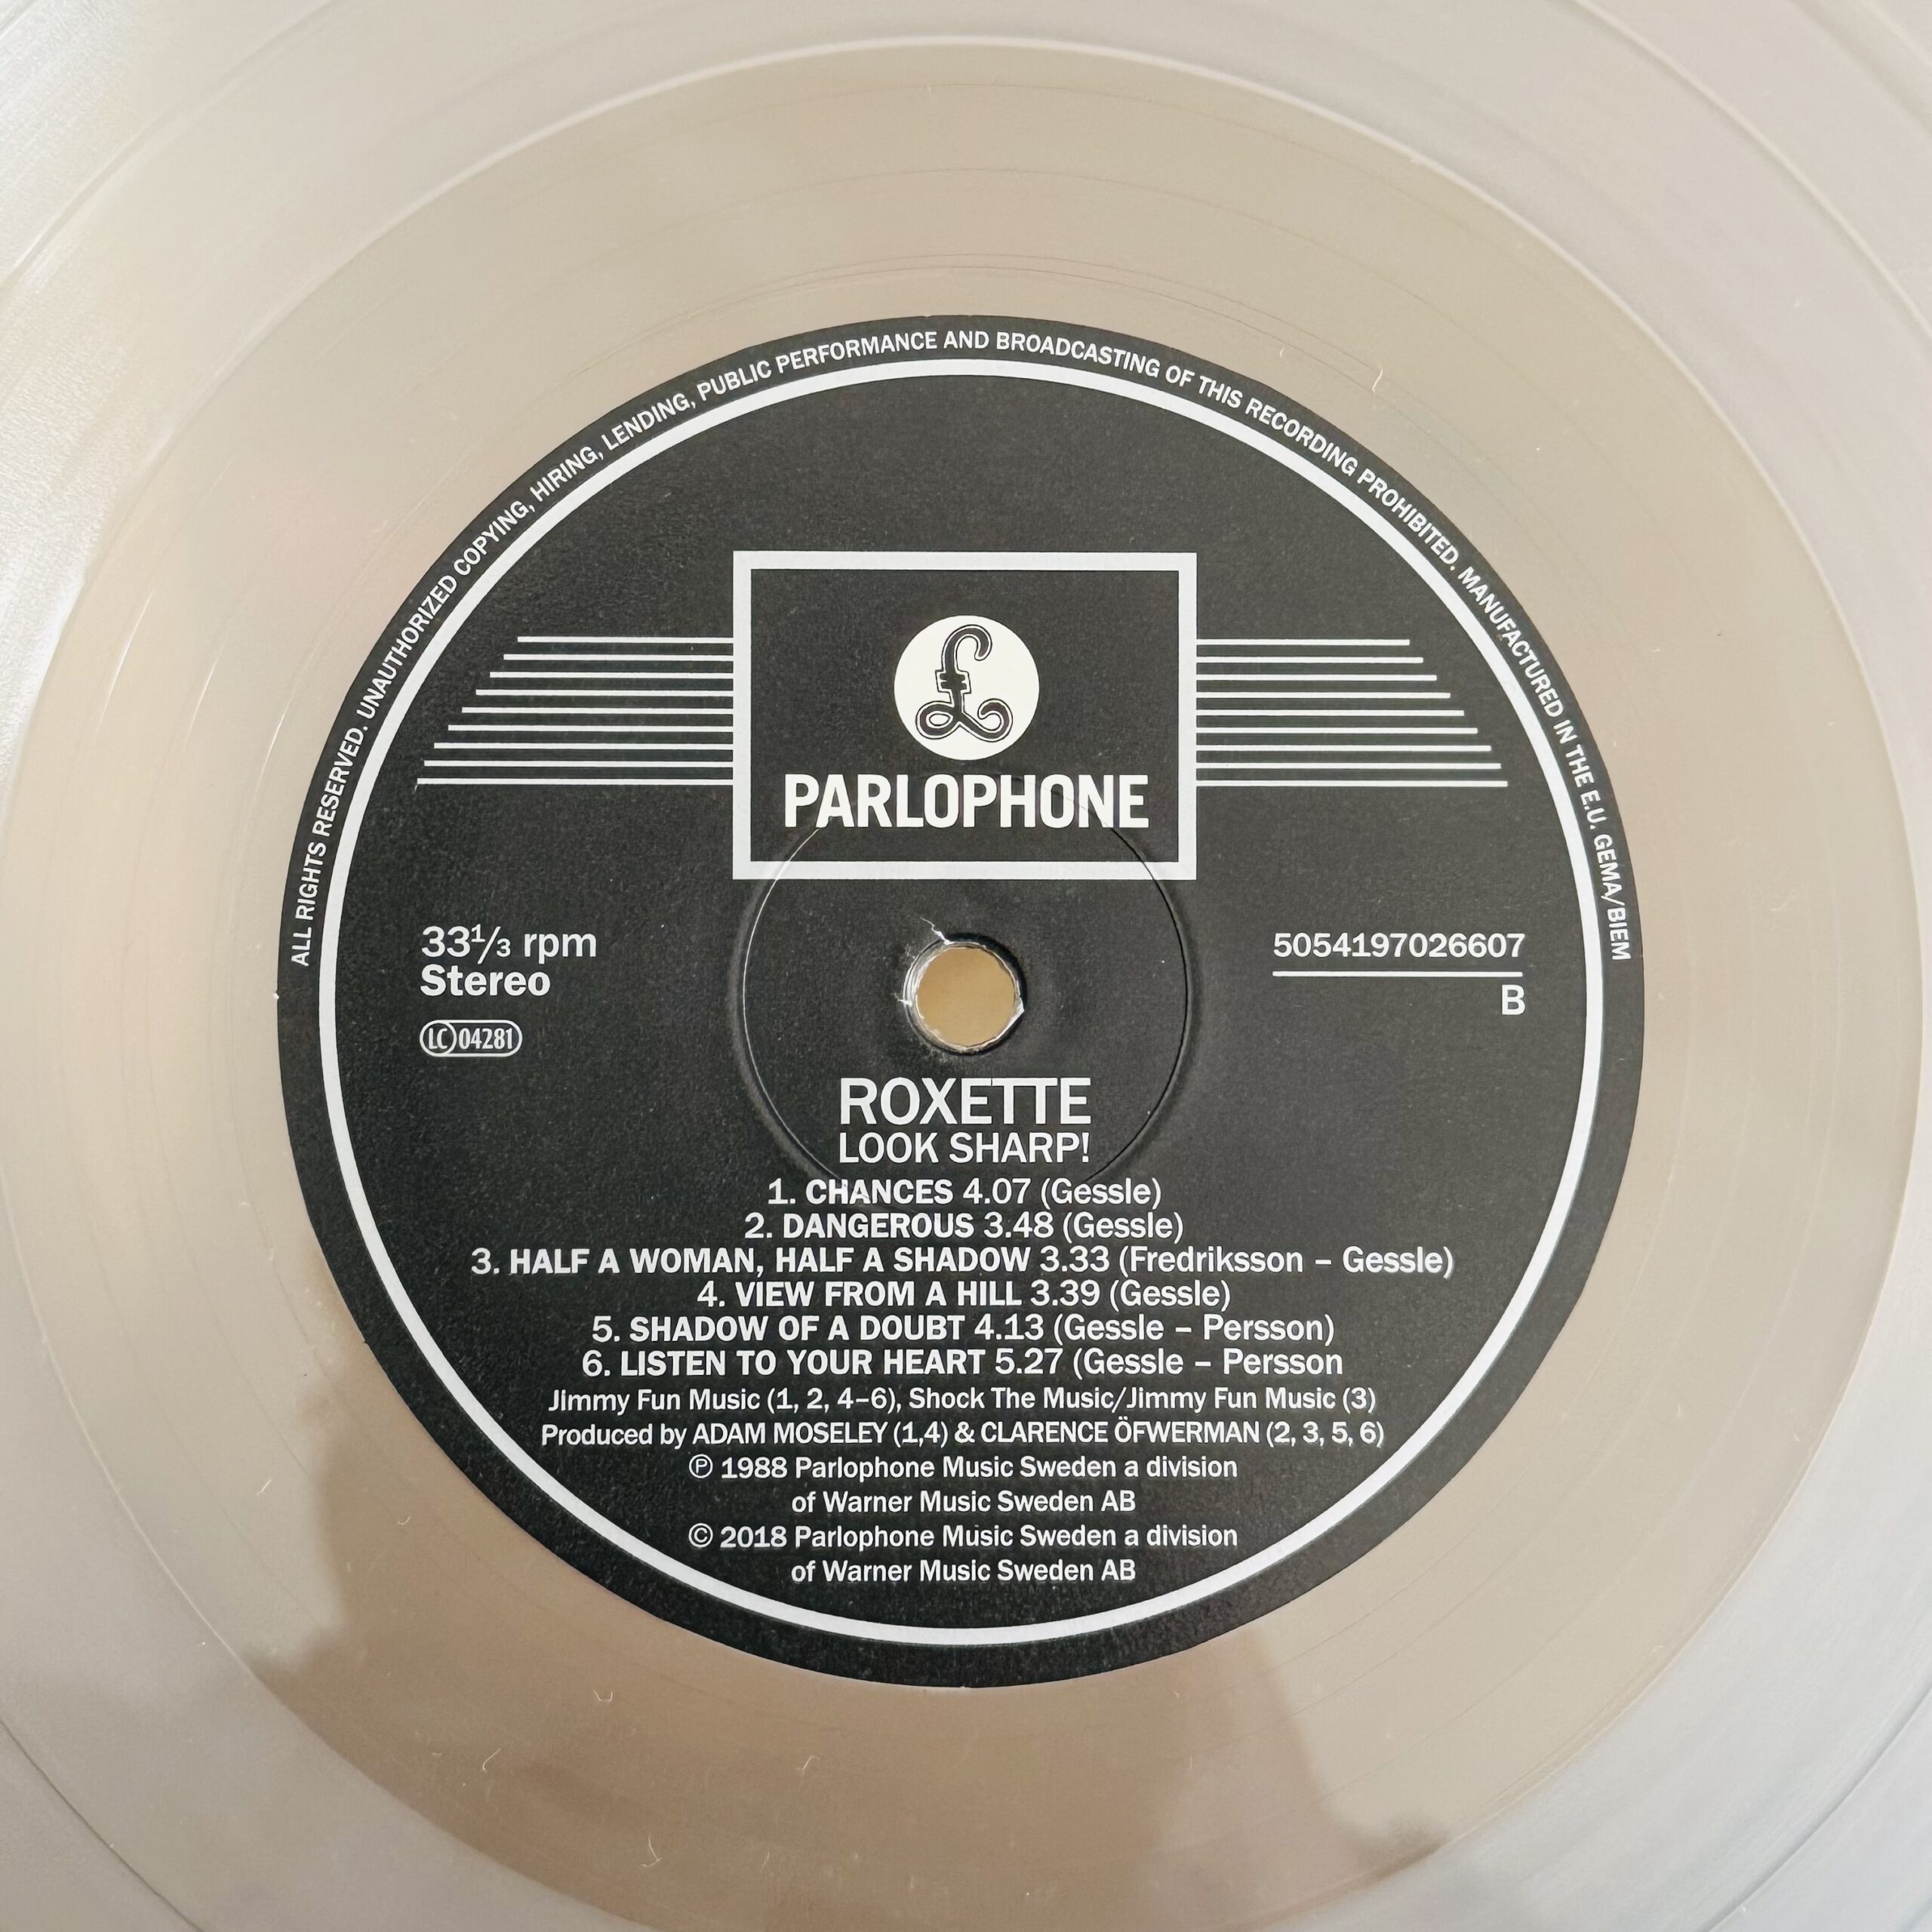 ALL RIGHTS RESERVED. UNAUTHORIZED COPYING, HIRING, LENDING, PUBLIC PERFORMANCE AND BROADCASTING OF THIS RECORDING PROHIBITED. MANUFACTURED IN THE E.U. GEMA/BIEM
£
PARLOPHONE
33⅓ rpm
Stereo
LC 04281
5054197026607
B
ROXETTE
LOOK SHARP!
1. CHANCES 4.07 (Gessle)
2. DANGEROUS 3.48 (Gessle)
3. HALF A WOMAN, HALF A SHADOW 3.33 (Fredriksson – Gessle)
4. VIEW FROM A HILL 3.39 (Gessle)
5. SHADOW OF A DOUBT 4.13 (Gessle – Persson)
6. LISTEN TO YOUR HEART 5.27 (Gessle – Persson
Jimmy Fun Music (1, 2, 4–6), Shock The Music/Jimmy Fun Music (3)
Produced by ADAM MOSELEY (1,4) & CLARENCE ÖFWERMAN (2, 3, 5, 6)
℗ 1988 Parlophone Music Sweden a division
of Warner Music Sweden AB
© 2018 Parlophone Music Sweden a division
of Warner Music Sweden AB